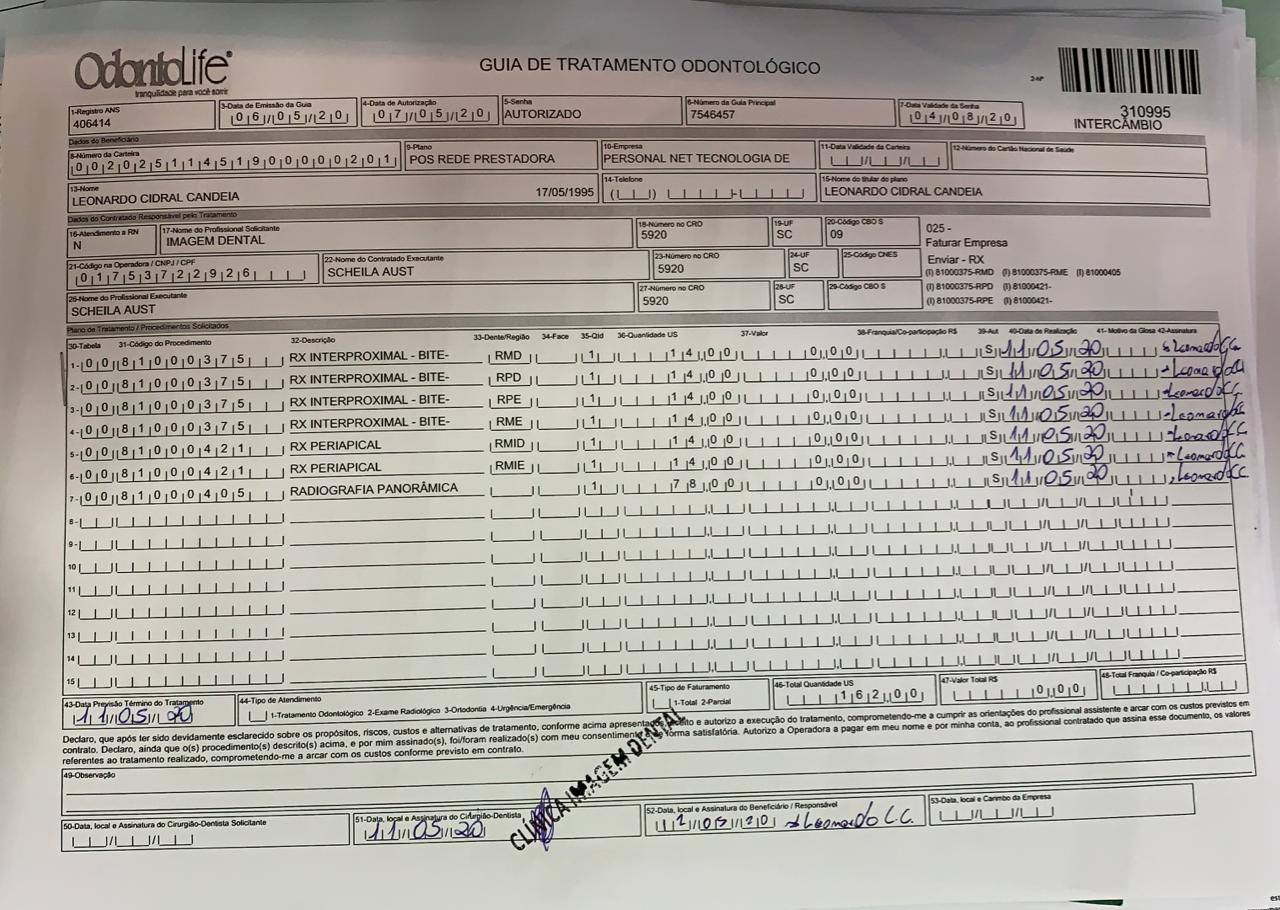 OdontoLife®
tranquilidade para você sorrir
GUIA DE TRATAMENTO ODONTOLÓGICO
2-Nº
310995
INTERCÂMBIO
1-Registro ANS 3-Data de Emissão da Guia 4-Data de Autorização 5-Senha 6-Número da Guia Principal 7-Data Validade da Senha
406414 06/05/20 07/05/20 AUTORIZADO 7546457 04/08/20
Dados do Beneficiário
8-Número da Carteira 9-Plano 10-Empresa 11-Data Validade da Carteira 12-Número do Cartão Nacional de Saúde
00202511451900000201 POS REDE PRESTADORA PERSONAL NET TECNOLOGIA DE
13-Nome 14-Telefone 15-Nome do titular do plano
LEONARDO CIDRAL CANDEIA 17/05/1995 LEONARDO CIDRAL CANDEIA
Dados do Contratado Responsável pelo Tratamento
16-Atendimento a RN 17-Nome do Profissional Solicitante 18-Número no CRO 19-UF 20-Código CBO S
N IMAGEM DENTAL 5920 SC 09
025 -
Faturar Empresa
Enviar - RX
(I) 81000375-RMD (I) 81000375-RME (I) 81000405
(I) 81000375-RPD (I) 81000421-
(I) 81000375-RPE (I) 81000421-
21-Código na Operadora / CNPJ / CPF 22-Nome do Contratado Executante 23-Número no CRO 24-UF 25-Código CNES
01753722926 SCHEILA AUST 5920 SC
26-Nome do Profissional Executante 27-Número no CRO 28-UF 29-Código CBO S
SCHEILA AUST 5920 SC
Plano de Tratamento / Procedimentos Solicitados
30-Tabela 31-Código do Procedimento 32-Descrição 33-Dente/Região 34-Face 35-Qtd 36-Quantidade US 37-Valor 38-Franquia/Co-participação R$ 39-Aut 40-Data de Realização 41- Motivo da Glosa 42-Assinatura
1- 00 81000375 RX INTERPROXIMAL - BITE- RMD 1 14,00 0,00 S 11/05/20 Leonardo C.C.
2- 00 81000375 RX INTERPROXIMAL - BITE- RPD 1 14,00 0,00 S 11/05/20 Leonardo C.C.
3- 00 81000375 RX INTERPROXIMAL - BITE- RPE 1 14,00 0,00 S 11/05/20 Leonardo C.C.
4- 00 81000375 RX INTERPROXIMAL - BITE- RME 1 14,00 0,00 S 11/05/20 Leonardo C.C.
5- 00 81000421 RX PERIAPICAL RMID 1 14,00 0,00 S 11/05/20 Leonardo C.C.
6- 00 81000421 RX PERIAPICAL RMIE 1 14,00 0,00 S 11/05/20 Leonardo C.C.
7- 00 81000405 RADIOGRAFIA PANORÂMICA 1 78,00 0,00 S 11/05/20 Leonardo C.C.
8-
9-
10
11
12
13
14
15
43-Data Previsão Término do Tratamento 44-Tipo de Atendimento 45-Tipo de Faturamento 46-Total Quantidade US 47-Valor Total R$ 48-Total Franquia / Co-participação R$
11/05/20 1-Tratamento Odontológico 2-Exame Radiológico 3-Ortodontia 4-Urgência/Emergência 1-Total 2-Parcial 162,00 0,00
Declaro, que após ter sido devidamente esclarecido sobre os propósitos, riscos, custos e alternativas de tratamento, conforme acima apresentados, aceito e autorizo a execução do tratamento, comprometendo-me a cumprir as orientações do profissional assistente e arcar com os custos previstos em
contrato. Declaro, ainda que o(s) procedimento(s) descrito(s) acima, e por mim assinado(s), foi/foram realizado(s) com meu consentimento e de forma satisfatória. Autorizo a Operadora a pagar em meu nome e por minha conta, ao profissional contratado que assina esse documento, os valores
referentes ao tratamento realizado, comprometendo-me a arcar com os custos conforme previsto em contrato.
49-Observação
50-Data, local e Assinatura do Cirurgião-Dentista Solicitante 51-Data, local e Assinatura do Cirurgião-Dentista 52-Data, local e Assinatura do Beneficiário / Responsável 53-Data, local e Carimbo da Empresa
11/05/20 12/05/20 Leonardo C.C.
CLÍNICA IMAGEM DENTAL